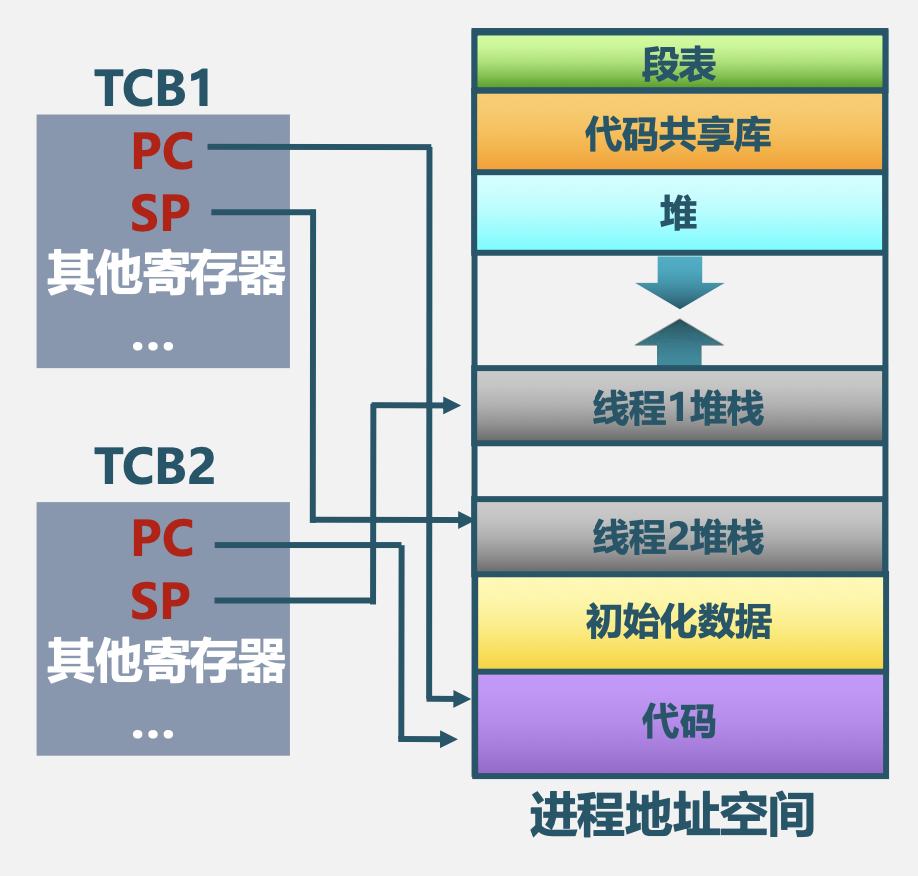 TCB1
PC
SP
其他寄存器
...
TCB2
PC
SP
其他寄存器
...
段表
代码共享库
堆
线程1堆栈
线程2堆栈
初始化数据
代码
进程地址空间